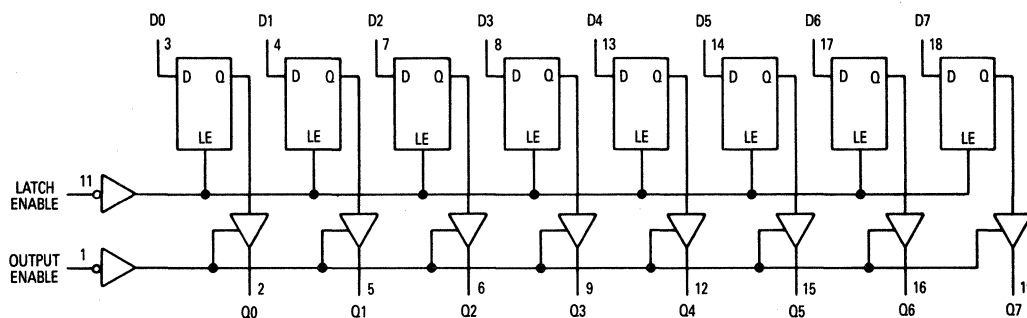 D0 D1 D2 D3 D4 D5 D6 D7
3 4 7 8 13 14 17 18
D Q D Q D Q D Q D Q D Q D Q D Q
LE LE LE LE LE LE LE LE
LATCH ENABLE 11
OUTPUT ENABLE 1
2 5 6 9 12 15 16
Q0 Q1 Q2 Q3 Q4 Q5 Q6 Q7